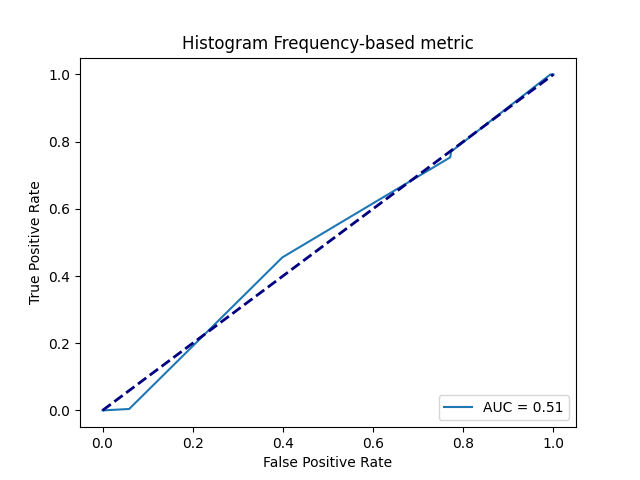 Histogram Frequency-based metric
True Positive Rate
1.0
0.8
0.6
0.4
0.2
0.0
AUC = 0.51
0.0 0.2 0.4 0.6 0.8 1.0
False Positive Rate